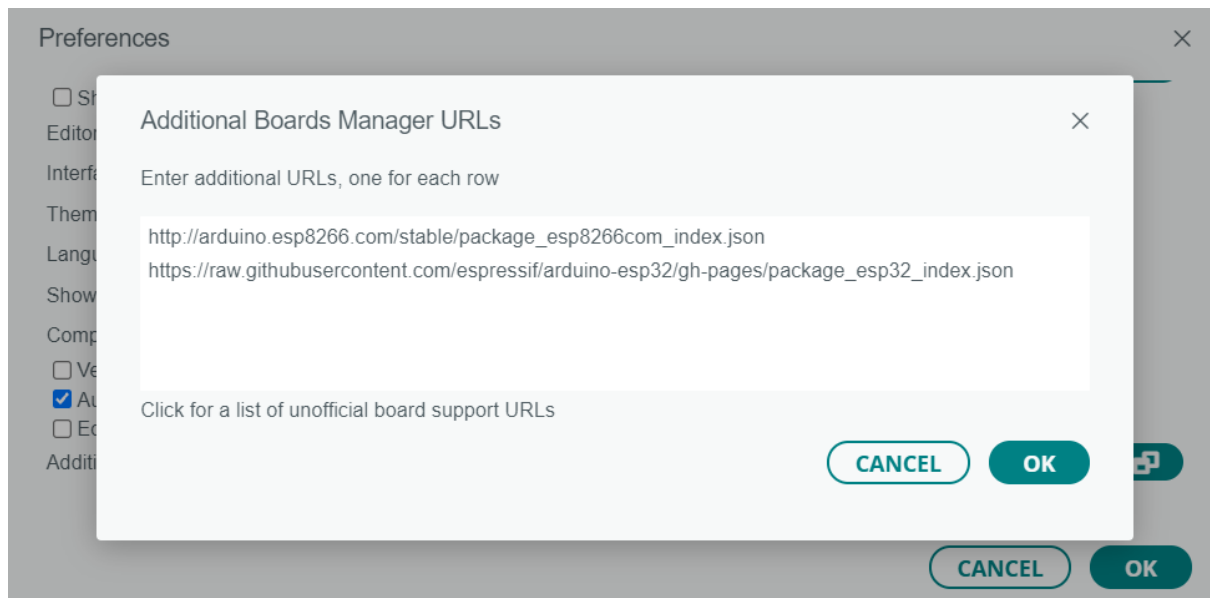 Preferences
Additional Boards Manager URLs
Enter additional URLs, one for each row
http://arduino.esp8266.com/stable/package_esp8266com_index.json
https://raw.githubusercontent.com/espressif/arduino-esp32/gh-pages/package_esp32_index.json
Click for a list of unofficial board support URLs
CANCEL OK
CANCEL OK